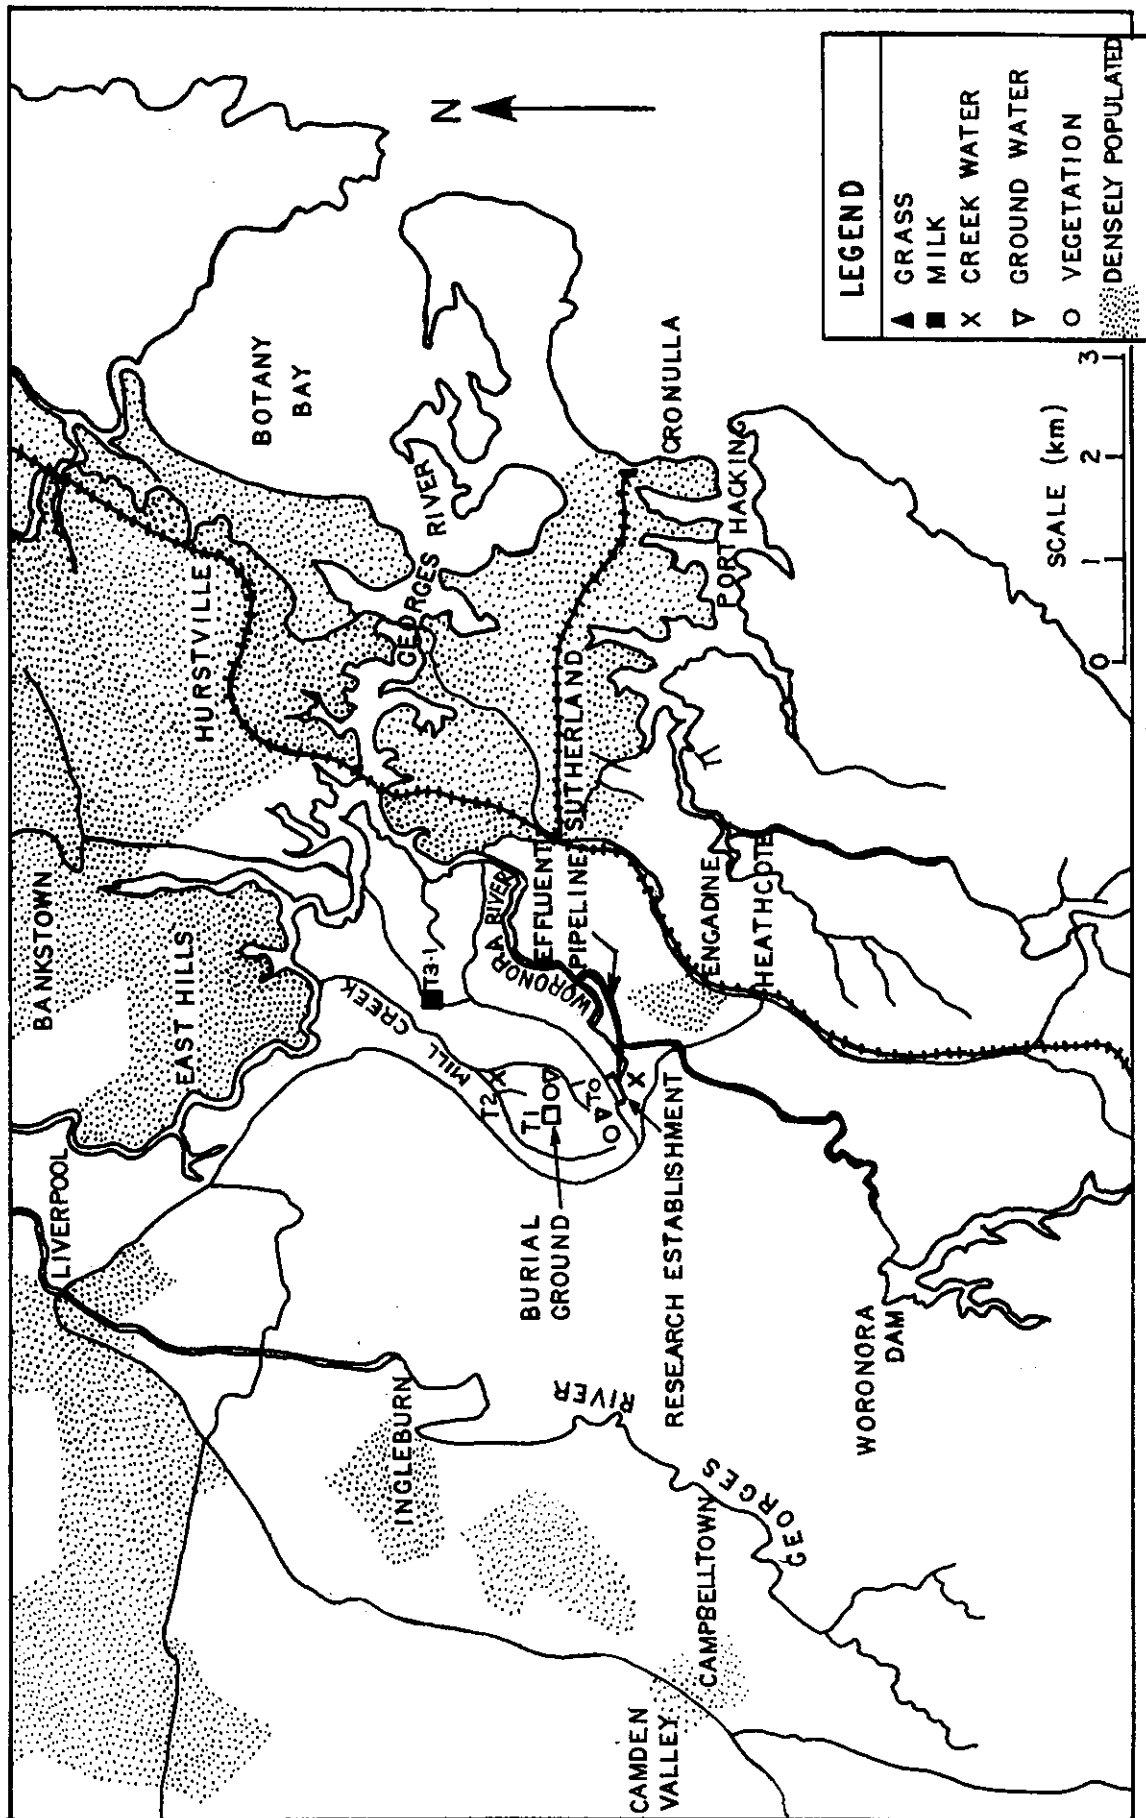 BANKSTOWN
LIVERPOOL
EAST HILLS
HURSTVILLE
BOTANY
BAY
N
GEORGES RIVER
MILL CREEK
T3-1
T2
T1
TO
WORONORA RIVER
EFFLUENT
PIPELINE
SUTHERLAND
CRONULLA
PORT HACKING
ENGADINE
HEATHCOTE
BURIAL
GROUND
RESEARCH ESTABLISHMENT
INGLEBURN
GEORGES RIVER
CAMPBELLTOWN
CAMDEN
VALLEY
WORONORA
DAM
SCALE (km)
0 1 2 3
LEGEND
GRASS
MILK
X CREEK WATER
GROUND WATER
VEGETATION
DENSELY POPULATED